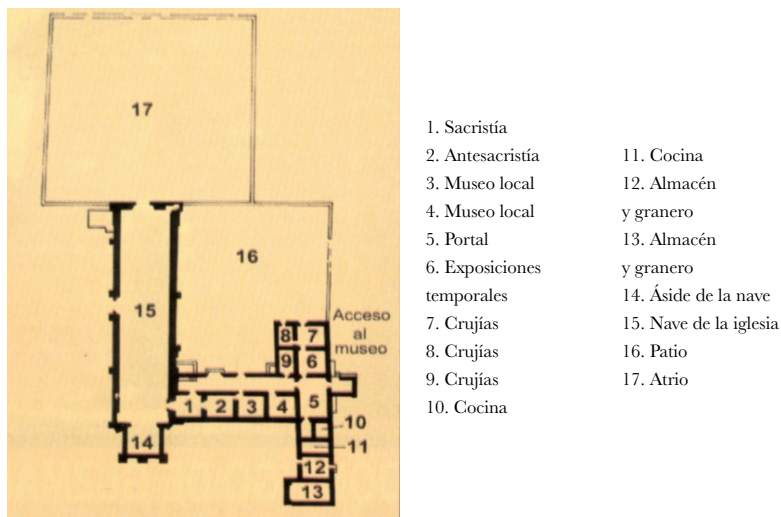 17
16
15
Acceso
al
museo
8 7
9 6
1 2 3 4 5
10
14
11
12
13
1. Sacristía
2. Antesacristía
3. Museo local
4. Museo local
5. Portal
6. Exposiciones
temporales
7. Crujías
8. Crujías
9. Crujías
10. Cocina
11. Cocina
12. Almacén
y granero
13. Almacén
y granero
14. Áside de la nave
15. Nave de la iglesia
16. Patio
17. Atrio